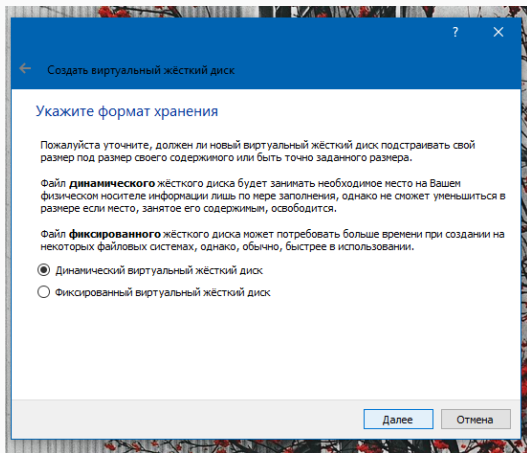 Создать виртуальный жёсткий диск
Укажите формат хранения
Пожалуйста уточните, должен ли новый виртуальный жёсткий диск подстраивать свой
размер под размер своего содержимого или быть точно заданного размера.
Файл динамического жёсткого диска будет занимать необходимое место на Вашем
физическом носителе информации лишь по мере заполнения, однако не сможет уменьшиться в
размере если место, занятое его содержимым, освободится.
Файл фиксированного жёсткого диска может потребовать больше времени при создании на
некоторых файловых системах, однако, обычно, быстрее в использовании.
Динамический виртуальный жёсткий диск
Фиксированный виртуальный жёсткий диск
Далее Отмена